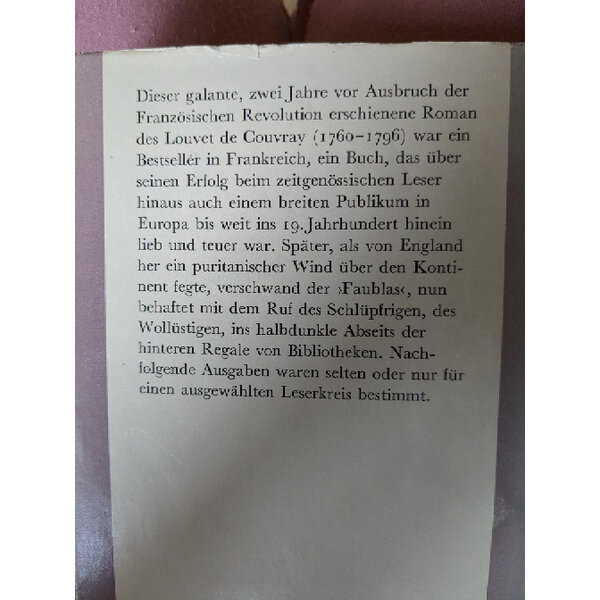 Dieser galante, zwei Jahre vor Ausbruch der
Französischen Revolution erschienene Roman
des Louvet de Couvray (1760–1796) war ein
Bestseller in Frankreich, ein Buch, das über
seinen Erfolg beim zeitgenössischen Leser
hinaus auch einem breiten Publikum in
Europa bis weit ins 19. Jahrhundert hinein
lieb und teuer war. Später, als von England
her ein puritanischer Wind über den Konti-
nent fegte, verschwand der ›Faublas‹, nun
behaftet mit dem Ruf des Schlüpfrigen, des
Wollüstigen, ins halbdunkle Abseits der
hinteren Regale von Bibliotheken. Nach-
folgende Ausgaben waren selten oder nur für
einen ausgewählten Leserkreis bestimmt.